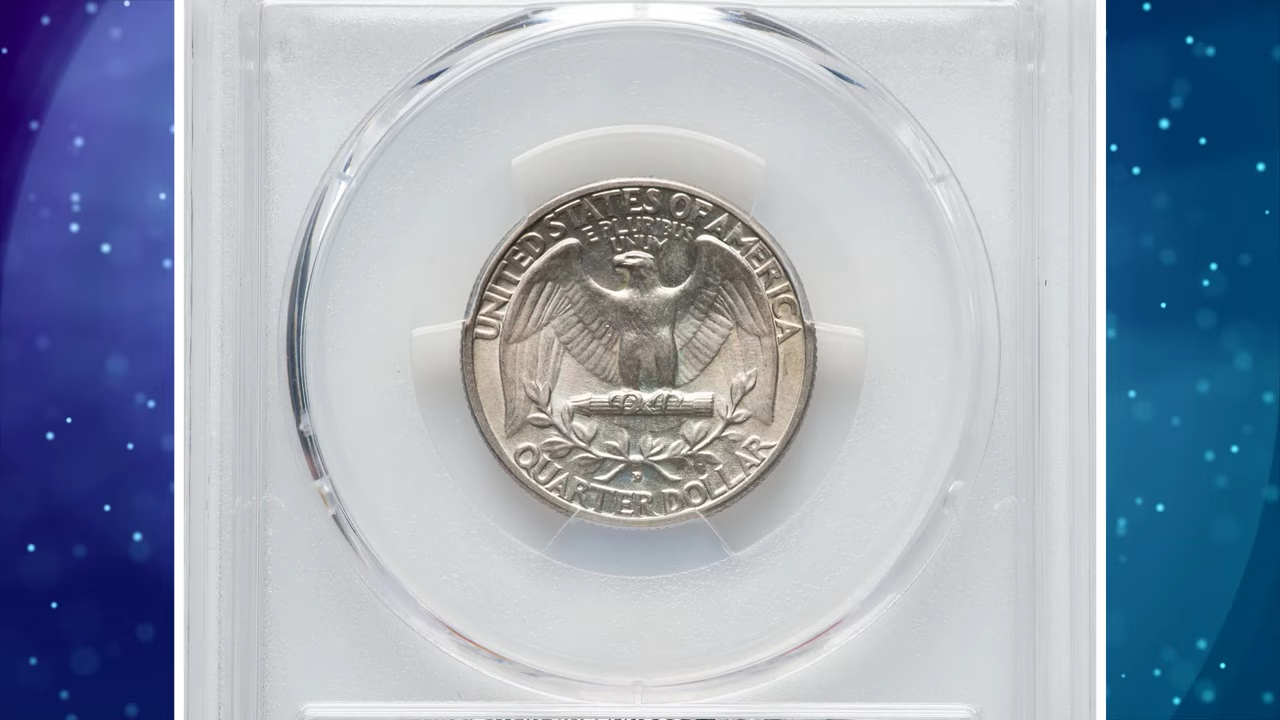 UNITED STATES OF AMERICA
E PLURIBUS
UNUM
QUARTER DOLLAR